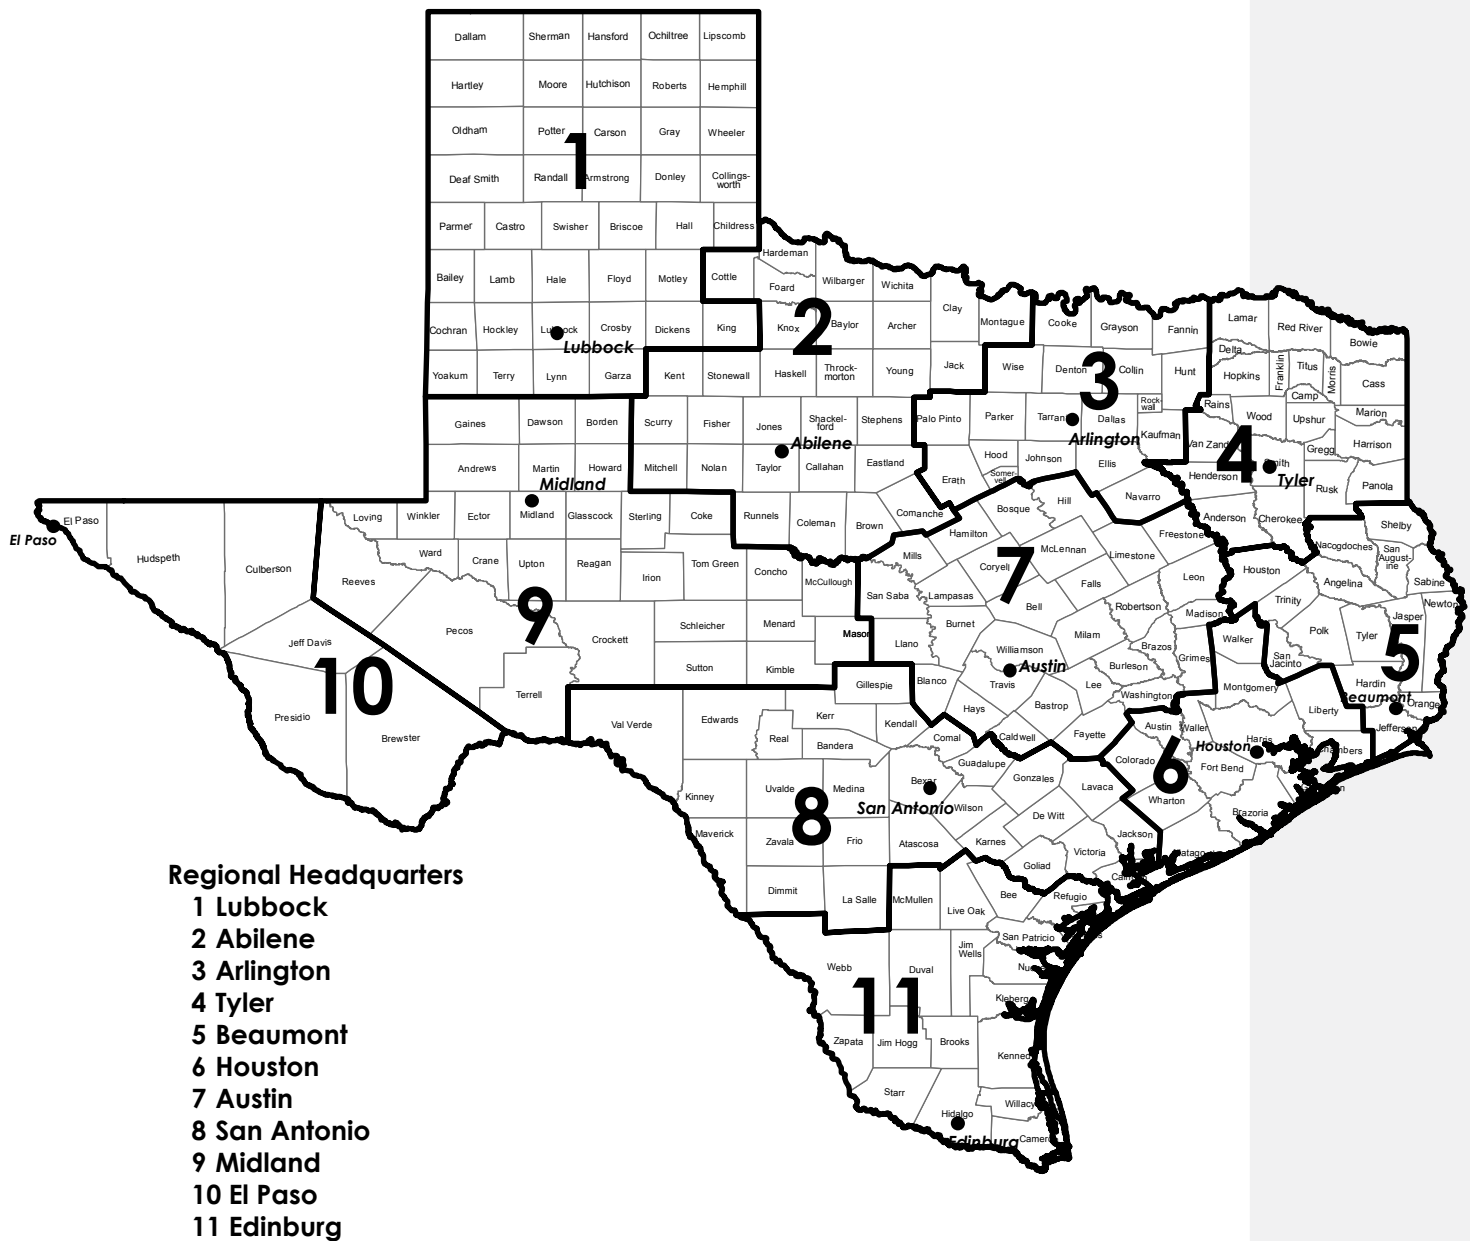 Dallam Sherman Hansford Ochiltree Lipscomb
Hartley Moore Hutchison Roberts Hemphill
Oldham Potter Carson Gray Wheeler
1
Deaf Smith Randall Armstrong Donley Collings-
worth
Parmer Castro Swisher Briscoe Hall Childress
Hardeman
Bailey Lamb Hale Floyd Motley Cottle Foard Wilbarger Wichita
Clay
Cochran Hockley Lubbock Crosby Dickens King Knox Baylor Archer Montague Cooke Grayson Fannin Lamar Red River Bowie
2
Lubbock
Delta
Yoakum Terry Lynn Garza Kent Stonewall Haskell Throck-
morton Young Jack Wise Denton Collin Hunt Hopkins Franklin Titus Morris Cass
3
Camp
Gaines Dawson Borden Scurry Fisher Jones Shackel-
ford Stephens Palo Pinto Parker Tarrant Dallas Rock-
wall Rains Wood Upshur Marion
Abilene Arlington Kaufman Van Zandt 4 Harrison
Andrews Martin Howard Mitchell Nolan Taylor Callahan Eastland Hood Johnson Ellis Smith Gregg
Midland Erath Somer-
vell Navarro Henderson Tyler Rusk Panola
El Paso Loving Winkler Ector Midland Glasscock Sterling Coke Runnels Coleman Brown Comanche Bosque Hill Anderson Cherokee Shelby
El Paso
Hudspeth Culberson Reeves Ward Crane Upton Reagan Irion Tom Green Concho McCullough Mills Hamilton Coryell McLennan Limestone Freestone Houston Nacogdoches San
August-
ine
7
Angelina Sabine
9
San Saba Lampasas Bell Falls Leon Robertson Madison Trinity Newton
Jeff Davis Pecos Crockett Schleicher Menard Mason Llano Burnet Milam Walker Polk Tyler Jasper
5
10
Sutton Kimble Williamson Brazos Grimes San
Jacinto
Austin
Presidio Brewster Terrell Gillespie Blanco Travis Lee Burleson Washington Montgomery Hardin
Beaumont Orange
Val Verde Edwards Kerr Kendall Hays Bastrop Liberty
Real Bandera Comal Caldwell Fayette Austin Waller Harris Jefferson
Houston
6
Guadalupe Colorado Fort Bend
Kinney Uvalde Medina Bexar Gonzales Lavaca Wharton Brazoria
8
San Antonio Wilson
Maverick Zavala Frio Atascosa Karnes De Witt Jackson
Goliad Victoria
Dimmit La Salle McMullen Bee Refugio
Live Oak
San Patricio
Webb Duval Jim
Wells
11
Kleberg
Zapata Jim Hogg Brooks
Starr Willacy
Hidalgo
Edinburg
Regional Headquarters
1 Lubbock
2 Abilene
3 Arlington
4 Tyler
5 Beaumont
6 Houston
7 Austin
8 San Antonio
9 Midland
10 El Paso
11 Edinburg